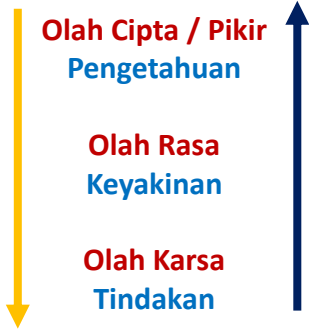 Olah Cipta / Pikir
Pengetahuan
Olah Rasa
Keyakinan
Olah Karsa
Tindakan